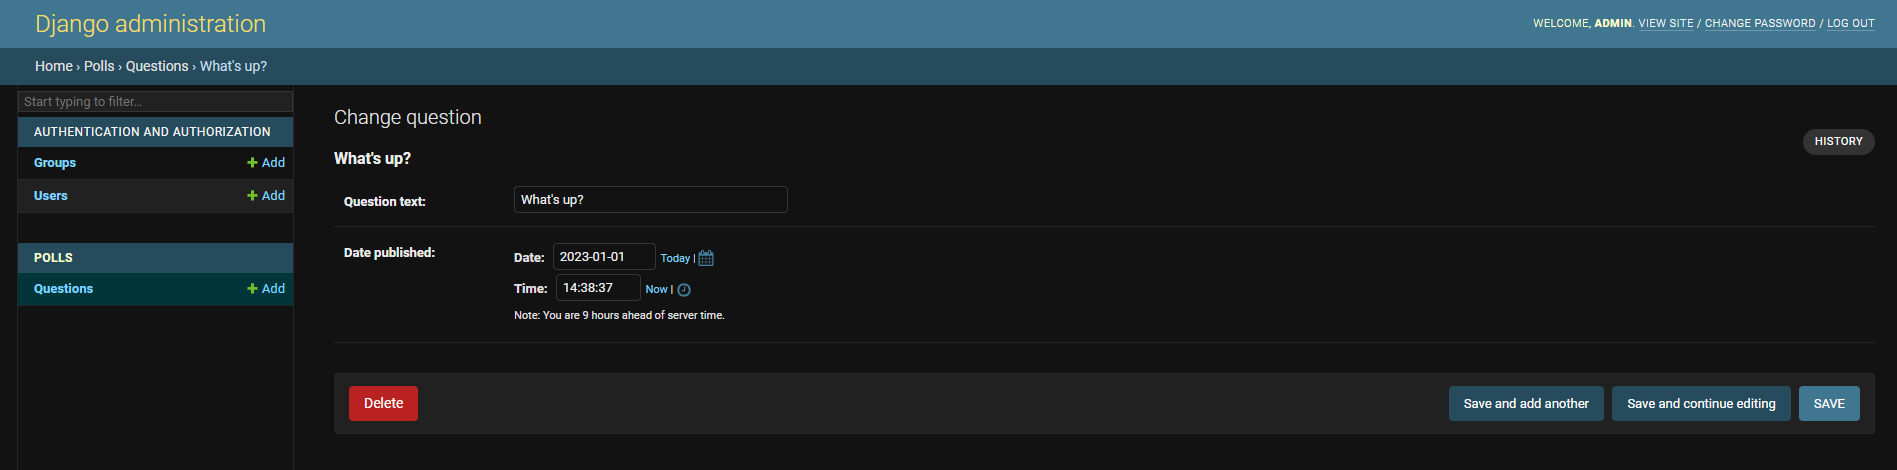 Django administration
WELCOME, ADMIN. VIEW SITE / CHANGE PASSWORD / LOG OUT
Home › Polls › Questions › What's up?
Start typing to filter...
AUTHENTICATION AND AUTHORIZATION
Groups + Add
Users + Add
POLLS
Questions + Add
Change question
HISTORY
What's up?
Question text: What's up?
Date published:
Date: 2023-01-01 Today |
Time: 14:38:37 Now |
Note: You are 9 hours ahead of server time.
Delete Save and add another Save and continue editing SAVE